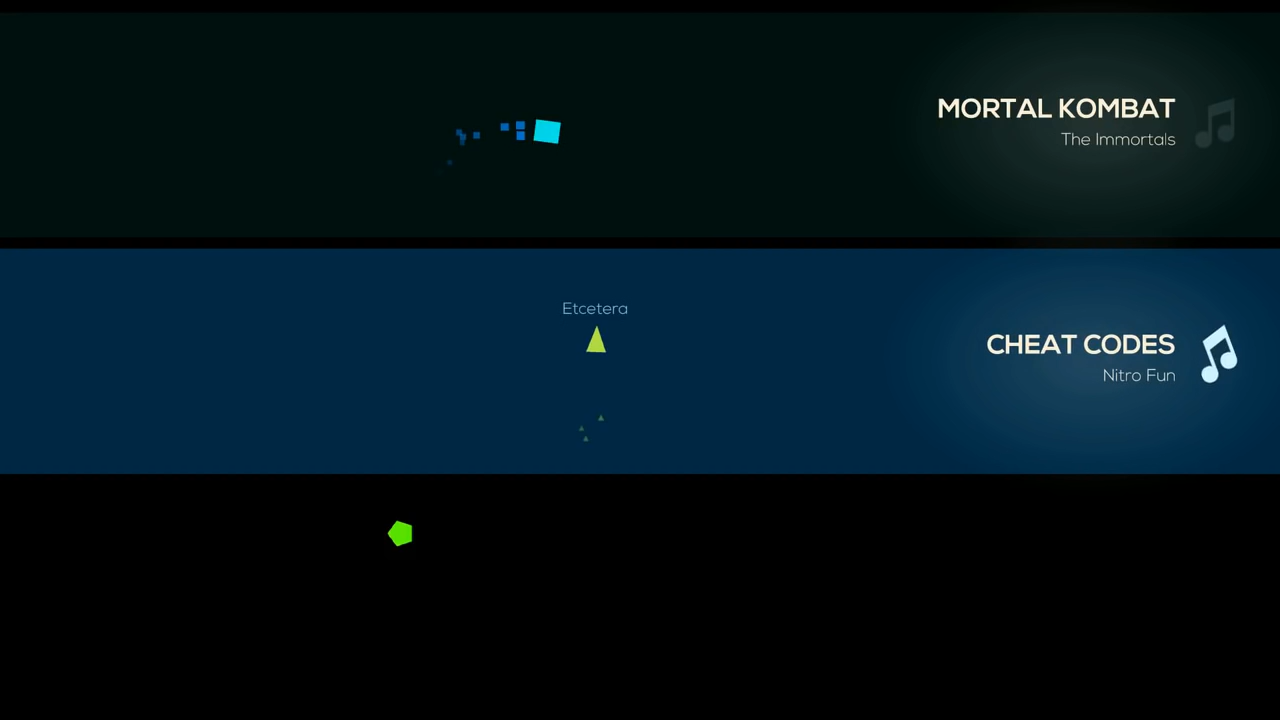 MORTAL KOMBAT
The Immortals
Etcetera
CHEAT CODES
Nitro Fun